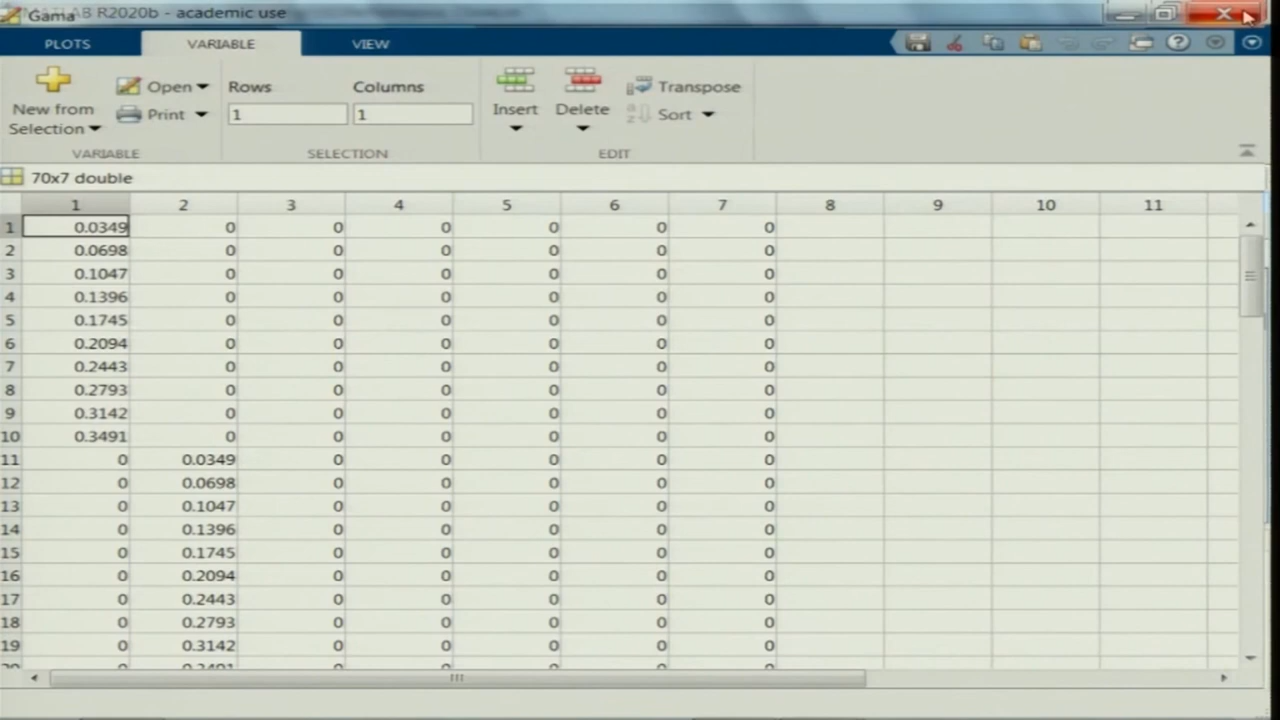 Gama MATLAB R2020b - academic use
PLOTS VARIABLE VIEW
New from Selection Open Print Rows Columns Insert Delete Transpose Sort
1 1
VARIABLE SELECTION EDIT
70x7 double
1 2 3 4 5 6 7 8 9 10 11
1 0.0349 0 0 0 0 0 0
2 0.0698 0 0 0 0 0 0
3 0.1047 0 0 0 0 0 0
4 0.1396 0 0 0 0 0 0
5 0.1745 0 0 0 0 0 0
6 0.2094 0 0 0 0 0 0
7 0.2443 0 0 0 0 0 0
8 0.2793 0 0 0 0 0 0
9 0.3142 0 0 0 0 0 0
10 0.3491 0 0 0 0 0 0
11 0 0.0349 0 0 0 0 0
12 0 0.0698 0 0 0 0 0
13 0 0.1047 0 0 0 0 0
14 0 0.1396 0 0 0 0 0
15 0 0.1745 0 0 0 0 0
16 0 0.2094 0 0 0 0 0
17 0 0.2443 0 0 0 0 0
18 0 0.2793 0 0 0 0 0
19 0 0.3142 0 0 0 0 0